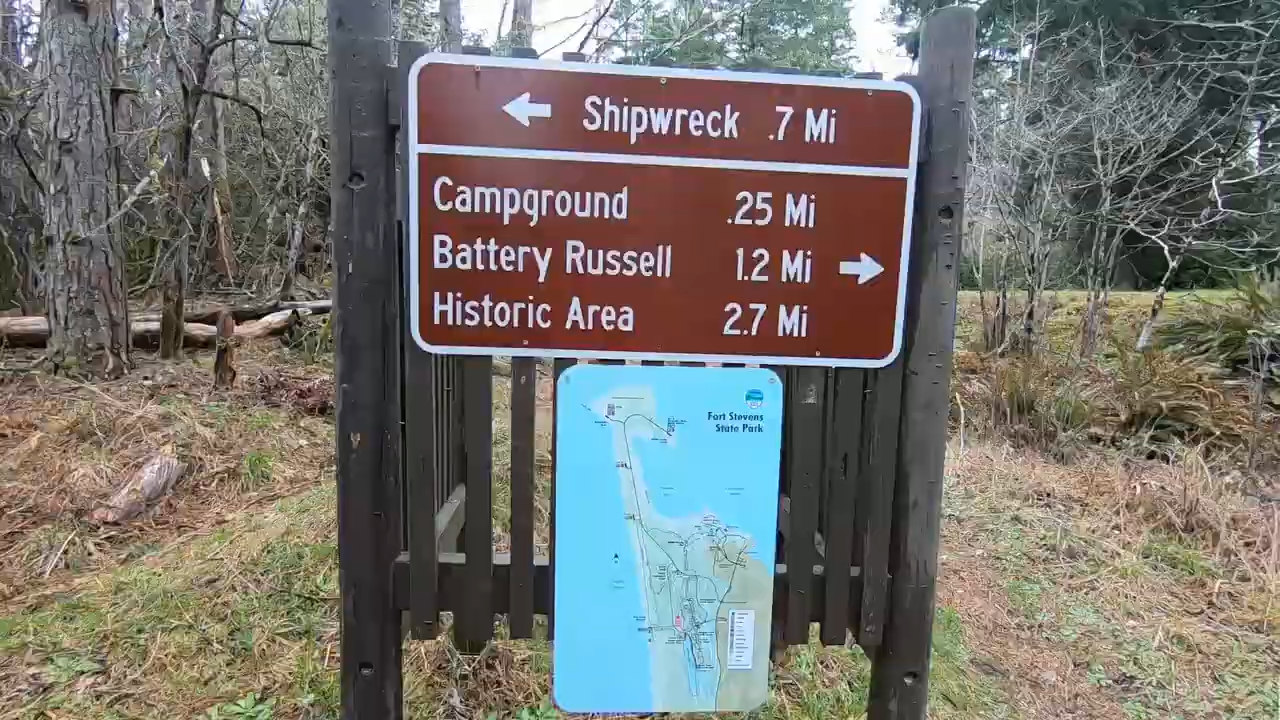 Shipwreck .7 Mi
Campground .25 Mi
Battery Russell 1.2 Mi
Historic Area 2.7 Mi
Fort Stevens
State Park